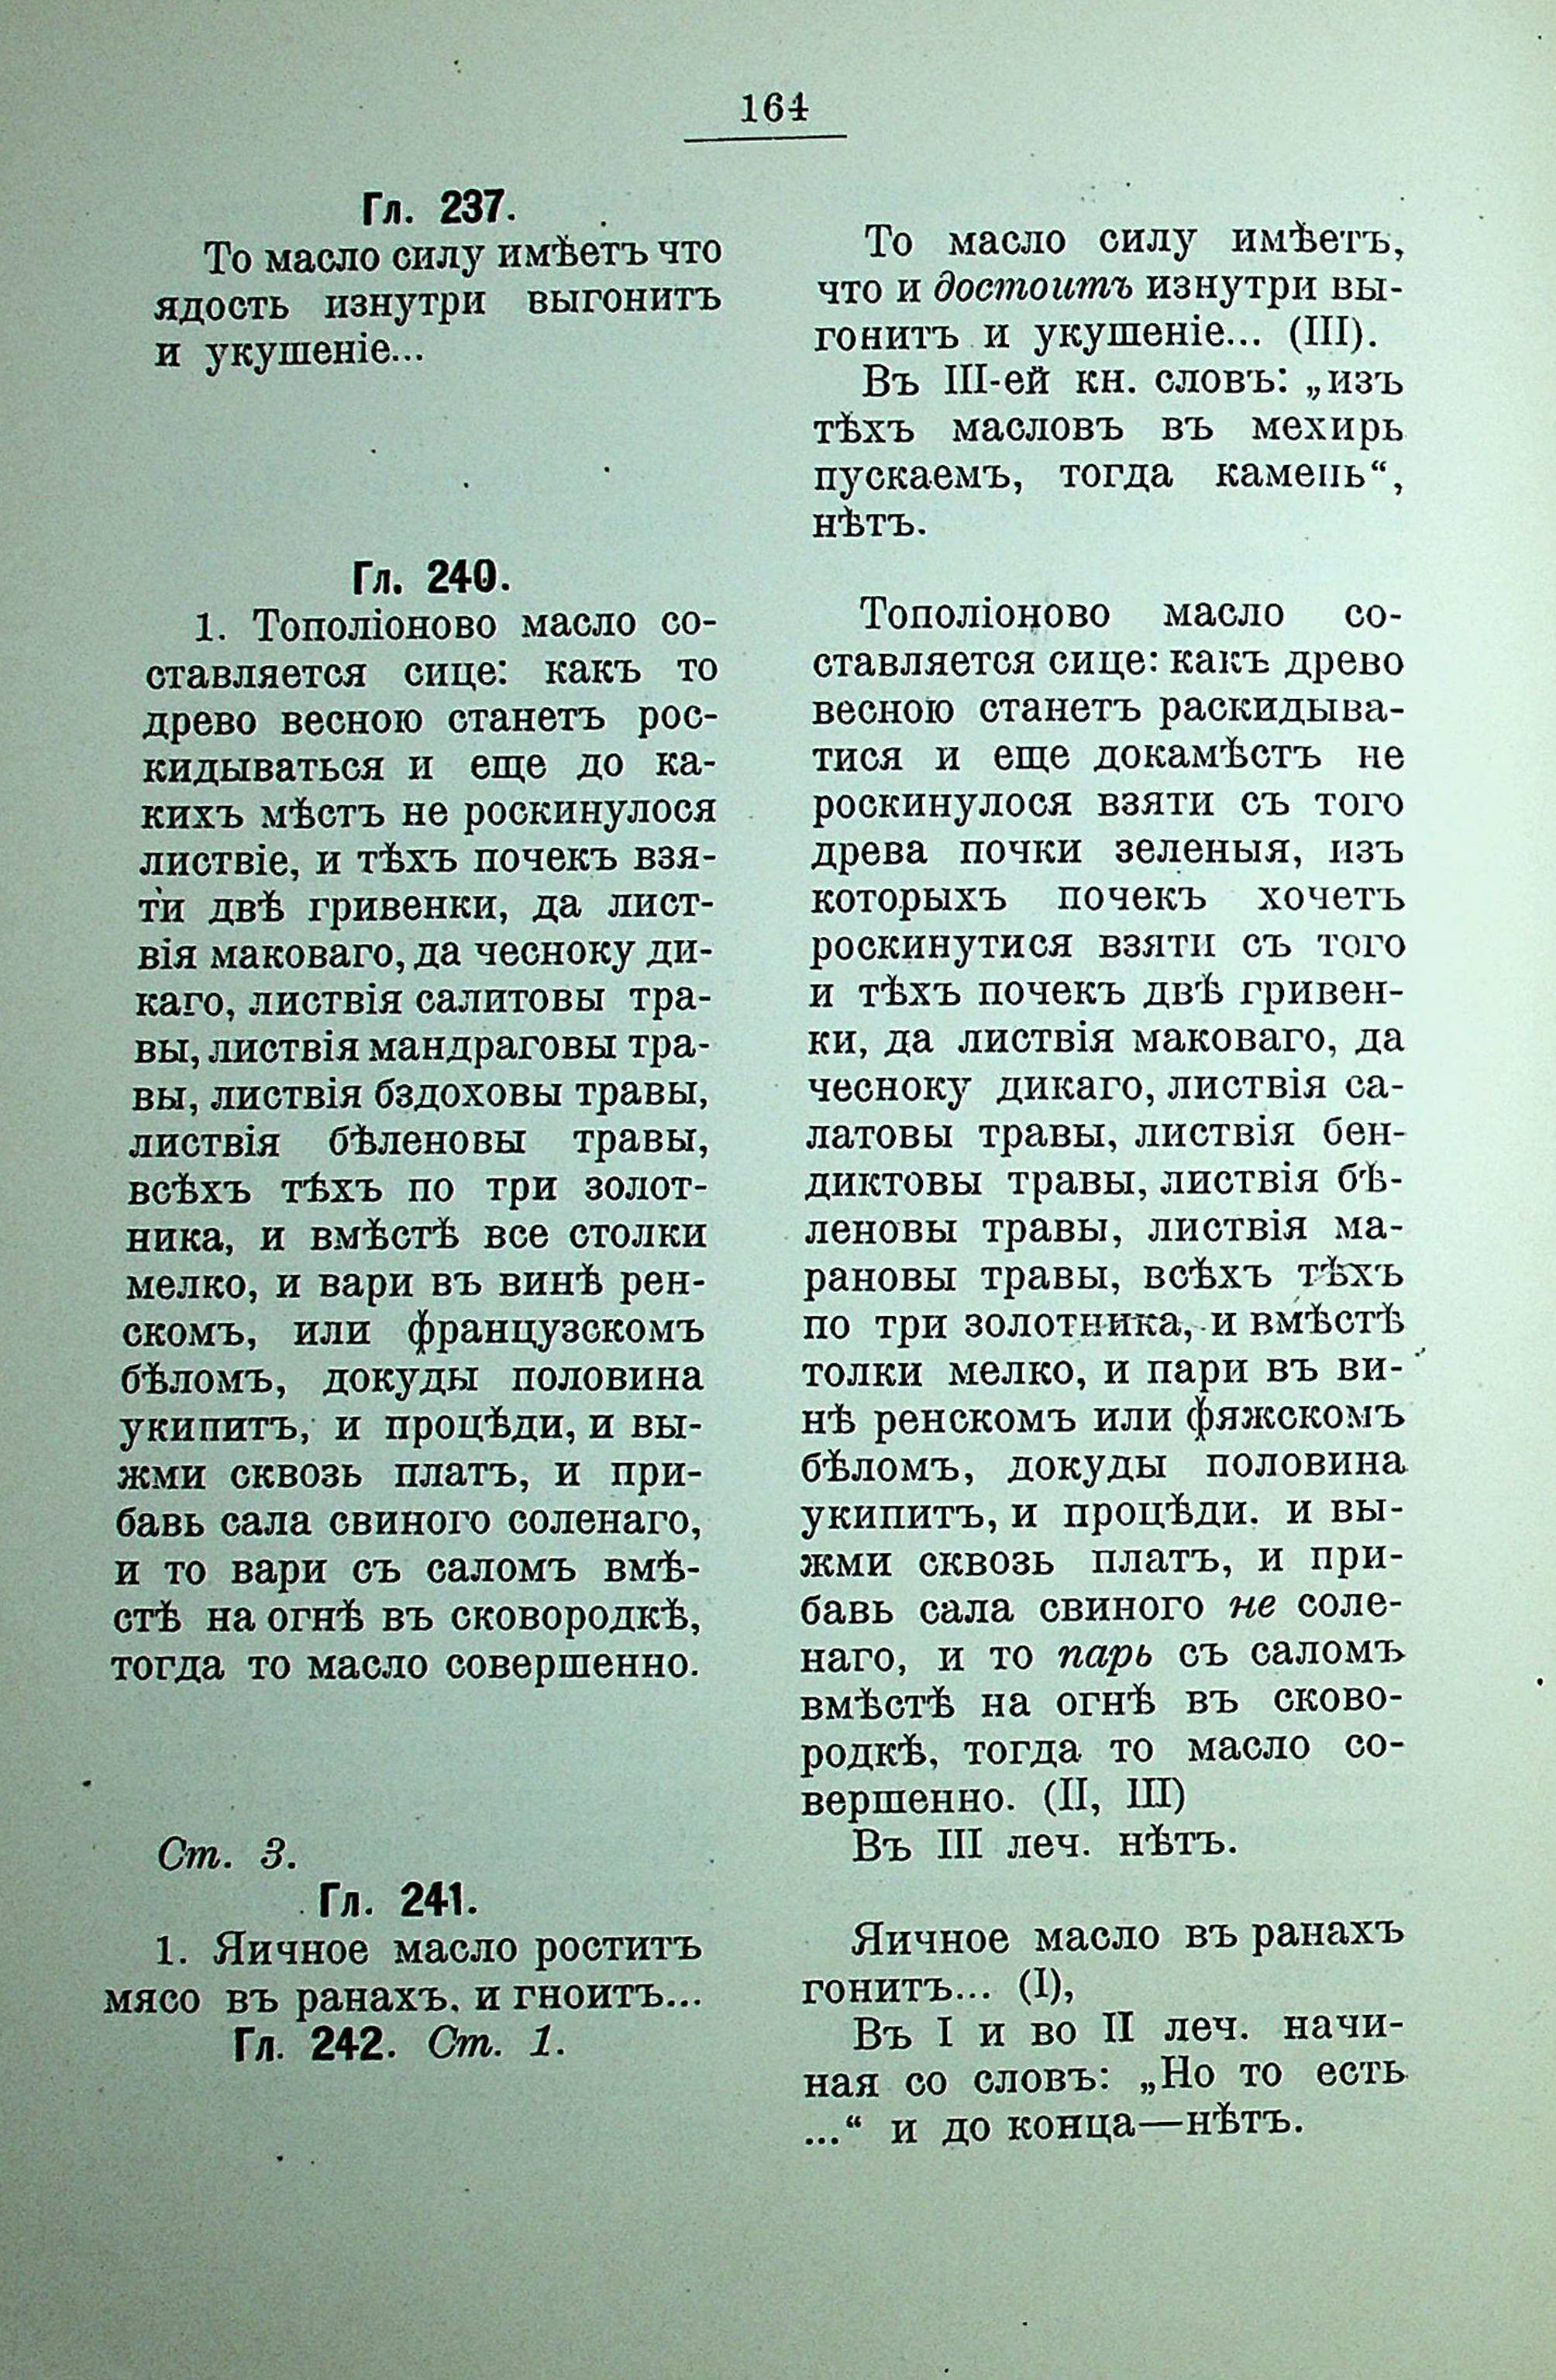 164
Гл. 237.
То масло силу имѣетъ что
ядость изнутри выгонитъ
и укушеніе...
Гл. 240.
1. Тополіоново масло со-
ставляется сице: какъ то
древо весною станетъ рос-
кидываться и еще до ка-
кихъ мѣстъ не роскинулося
листвіе, и тѣхъ почекъ взя-
ти двѣ гривенки, да лист-
вія маковаго, да чесноку ди-
каго, листвія салитовы тра-
вы, листвія мандраговы тра-
вы, листвія бздоховы травы,
листвія бѣленовы травы,
всѣхъ тѣхъ по три золот-
ника, и вмѣстѣ все столки
мелко, и вари въ винѣ рен-
скомъ, или французскомъ
бѣломъ, докуды половина
укипитъ, и процѣди, и вы-
жми сквозь платъ, и при-
бавь сала свиного соленаго,
и то вари съ саломъ вмѣ-
стѣ на огнѣ въ сковородкѣ,
тогда то масло совершенно.
Ст. 3.
Гл. 241.
1. Яичное масло роститъ
мясо въ ранахъ. и гноитъ...
Гл. 242. Ст. 1.
То масло силу имѣетъ,
что и достоитъ изнутри вы-
гонитъ и укушеніе... (III).
Въ III-ей кн. словъ: „изъ
тѣхъ масловъ въ мехирь
пускаемъ, тогда камень“,
нѣтъ.
Тополіоново масло со-
ставляется сице: какъ древо
весною станетъ раскидыва-
тися и еще докамѣстъ не
роскинулося взяти съ того
древа почки зеленыя, изъ
которыхъ почекъ хочетъ
роскинутися взяти съ того
и тѣхъ почекъ двѣ гривен-
ки, да листвія маковаго, да
чесноку дикаго, листвія са-
латовы травы, листвія бен-
диктовы травы, листвія бѣ-
леновы травы, листвія ма-
рановы травы, всѣхъ тѣхъ
по три золотника, и вмѣстѣ
толки мелко, и пари въ ви-
нѣ ренскомъ или фяжскомъ
бѣломъ, докуды половина
укипитъ, и процѣди. и вы-
жми сквозь платъ, и при-
бавь сала свиного не соле-
наго, и то парь съ саломъ
вмѣстѣ на огнѣ въ сково-
родкѣ, тогда то масло со-
вершенно. (II, III)
Въ III леч. нѣтъ.
Яичное масло въ ранахъ
гонитъ... (I),
Въ I и во II леч. начи-
ная со словъ: „Но то есть
...“ и до конца—нѣтъ.